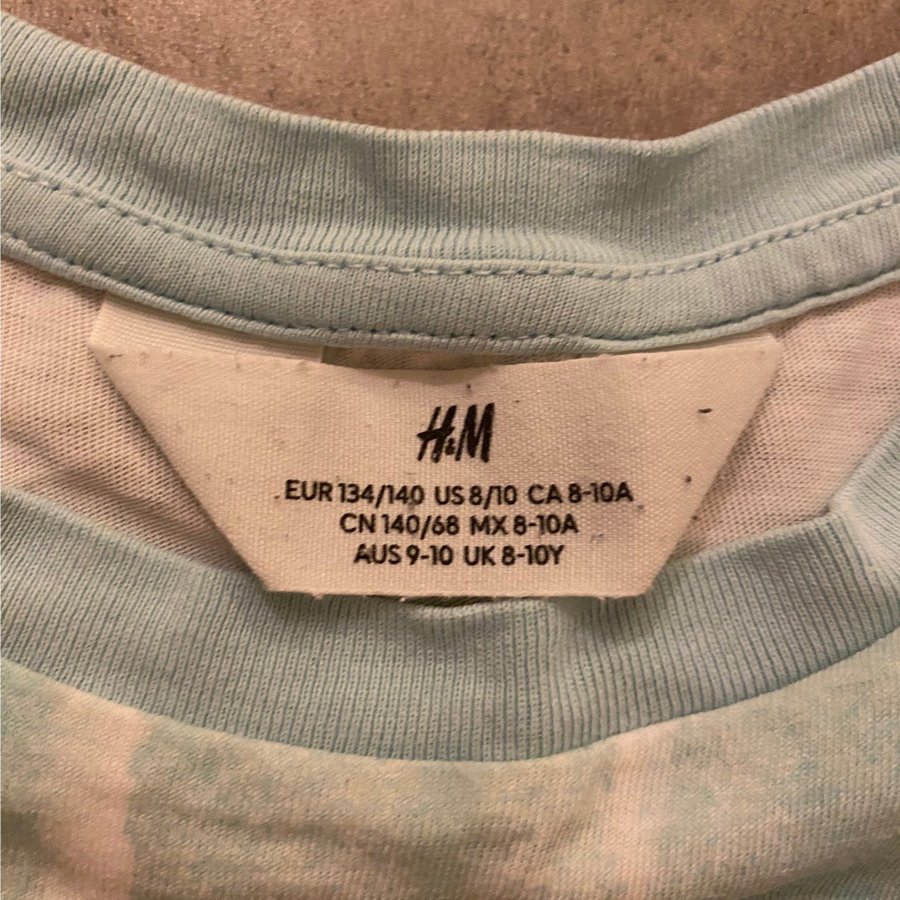 H&M
EUR 134/140 US 8/10 CA 8-10A
CN 140/68 MX 8-10A
AUS 9-10 UK 8-10Y